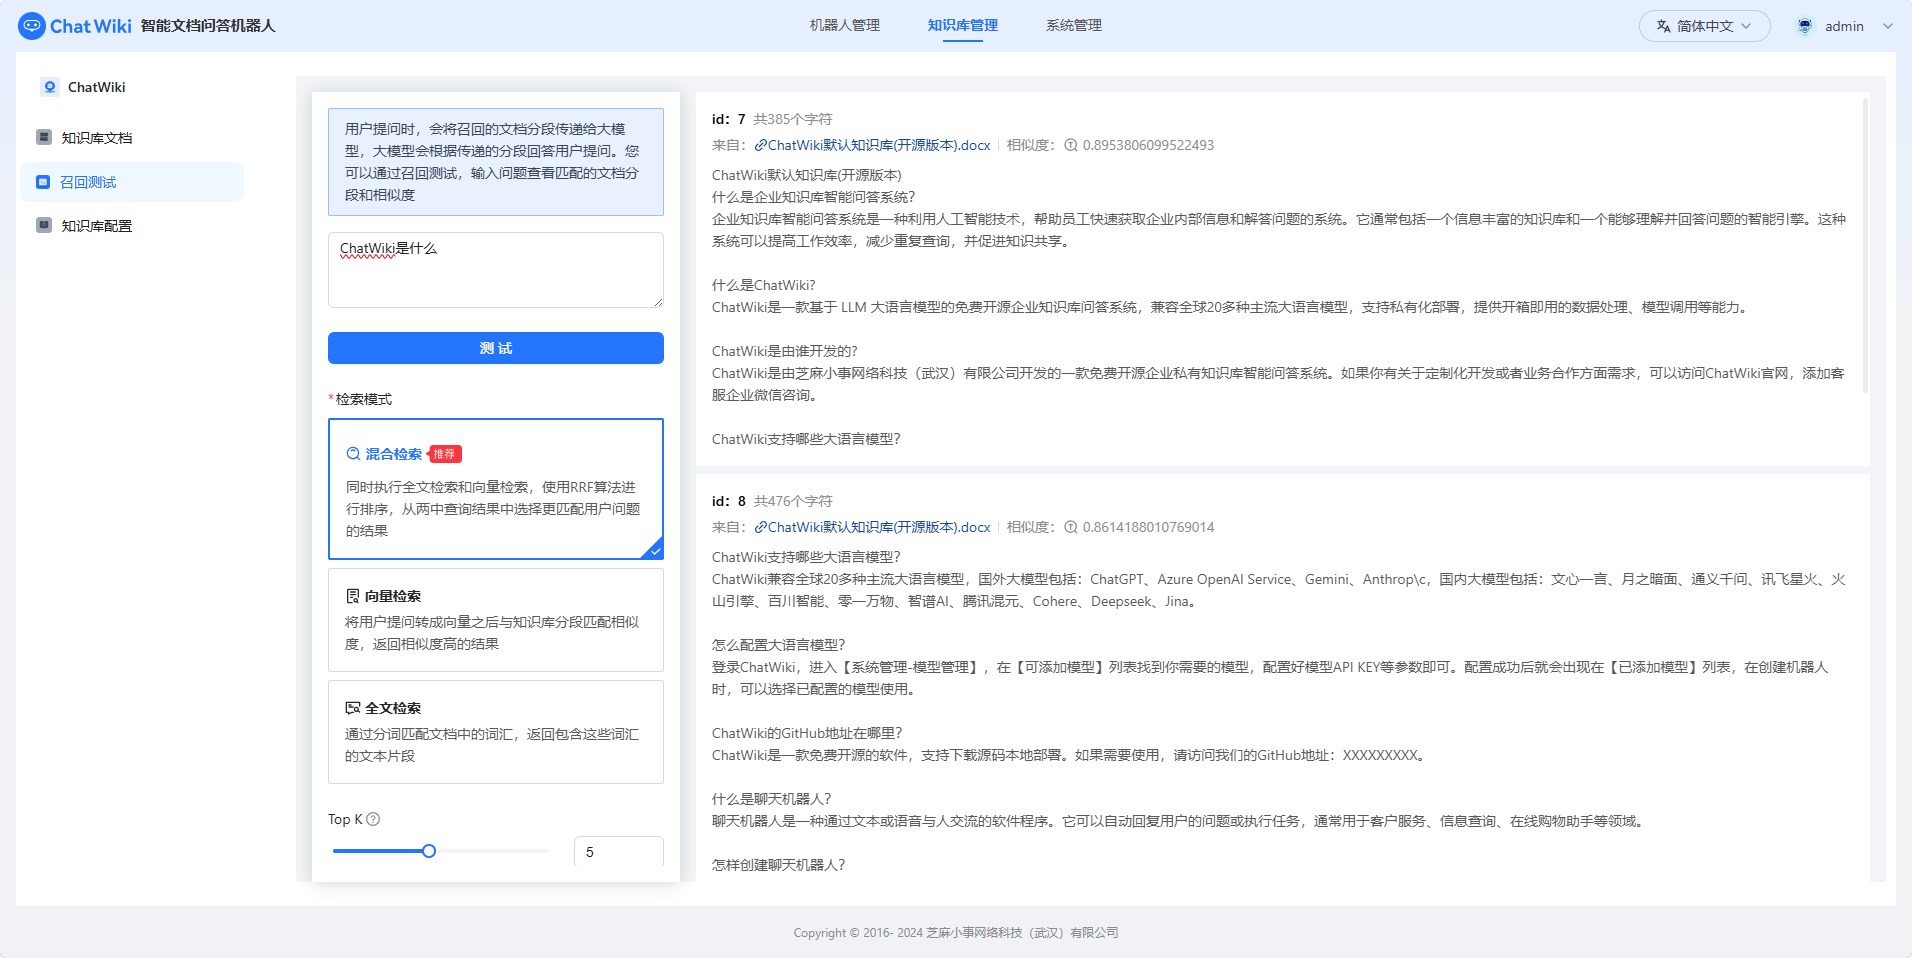 ChatWiki 智能文档问答机器人
机器人管理
知识库管理
系统管理
简体中文
admin
ChatWiki
知识库文档
召回测试
知识库配置
用户提问时，会将召回的文档分段传递给大模
型，大模型会根据传递的分段回答用户提问。您
可以通过召回测试，输入问题查看匹配的文档分
段和相似度
ChatWiki是什么
测 试
*检索模式
混合检索 推荐
同时执行全文检索和向量检索，使用RRF算法进
行排序，从两中查询结果中选择更匹配用户问题
的结果
向量检索
将用户提问转成向量之后与知识库分段匹配相似
度，返回相似度高的结果
全文检索
通过分词匹配文档中的词汇，返回包含这些词汇
的文本片段
Top K
5
id：7 共385个字符
来自：ChatWiki默认知识库(开源版本).docx 相似度：0.8953806099522493
ChatWiki默认知识库(开源版本)
什么是企业知识库智能问答系统？
企业知识库智能问答系统是一种利用人工智能技术，帮助员工快速获取企业内部信息和解答问题的系统。它通常包括一个信息丰富的知识库和一个能够理解并回答问题的智能引擎。这种
系统可以提高工作效率，减少重复查询，并促进知识共享。
什么是ChatWiki?
ChatWiki是一款基于 LLM 大语言模型的免费开源企业知识库问答系统，兼容全球20多种主流大语言模型，支持私有化部署，提供开箱即用的数据处理、模型调用等能力。
ChatWiki是由谁开发的?
ChatWiki是由芝麻小事网络科技（武汉）有限公司开发的一款免费开源企业私有知识库智能问答系统。如果你有关于定制化开发或者业务合作方面需求，可以访问ChatWiki官网，添加客
服企业微信咨询。
ChatWiki支持哪些大语言模型？
id：8 共476个字符
来自：ChatWiki默认知识库(开源版本).docx 相似度：0.8614188010769014
ChatWiki支持哪些大语言模型？
ChatWiki兼容全球20多种主流大语言模型，国外大模型包括：ChatGPT、Azure OpenAI Service、Gemini、Anthrop\c，国内大模型包括：文心一言、月之暗面、通义千问、讯飞星火、火
山引擎、百川智能、零一万物、智谱AI、腾讯混元、Cohere、Deepseek、Jina。
怎么配置大语言模型？
登录ChatWiki，进入【系统管理-模型管理】，在【可添加模型】列表找到你需要的模型，配置好模型API KEY等参数即可。配置成功后就会出现在【已添加模型】列表，在创建机器人
时，可以选择已配置的模型使用。
ChatWiki的GitHub地址在哪里？
ChatWiki是一款免费开源的软件，支持下载源码本地部署。如果需要使用，请访问我们的GitHub地址：XXXXXXXXX。
什么是聊天机器人？
聊天机器人是一种通过文本或语音与人交流的软件程序。它可以自动回复用户的问题或执行任务，通常用于客户服务、信息查询、在线购物助手等领域。
怎样创建聊天机器人？
Copyright © 2016- 2024 芝麻小事网络科技（武汉）有限公司